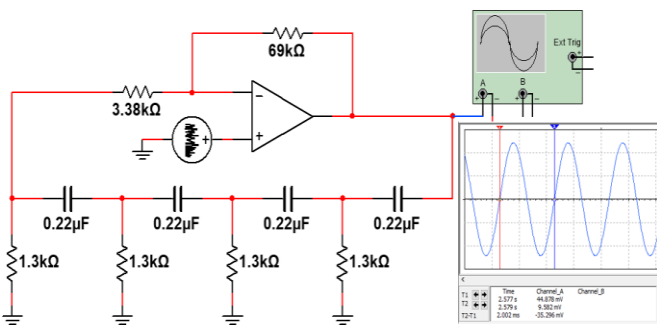 69kΩ
3.38kΩ
Ext Trig
A
B
0.22µF
0.22µF
0.22µF
0.22µF
1.3kΩ
1.3kΩ
1.3kΩ
1.3kΩ
Time Channel_A Channel_B
T1 2.577 s 44.878 mV
T2 2.579 s 9.582 mV
T2-T1 2.002 ms -35.296 mV